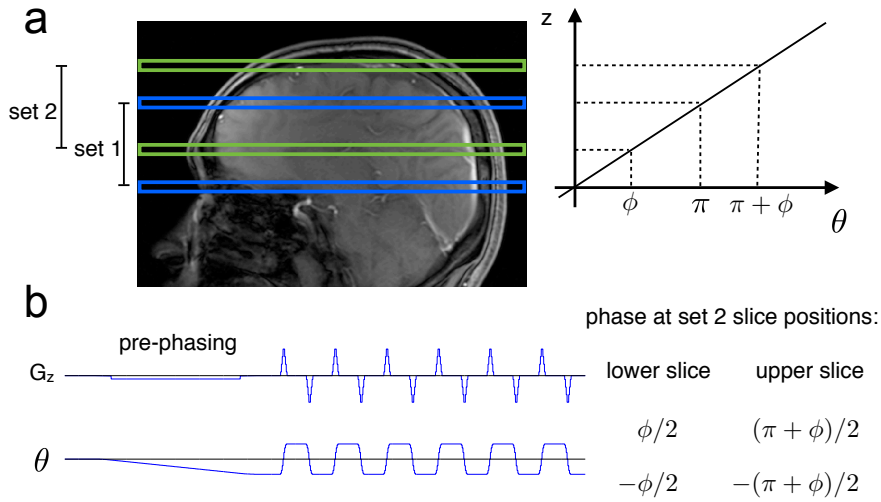 a
set 2
set 1
z
ϕ
π
π + ϕ
θ
b
pre-phasing
G_z
θ
phase at set 2 slice positions:
lower slice upper slice
ϕ/2 (π + ϕ)/2
−ϕ/2 −(π + ϕ)/2